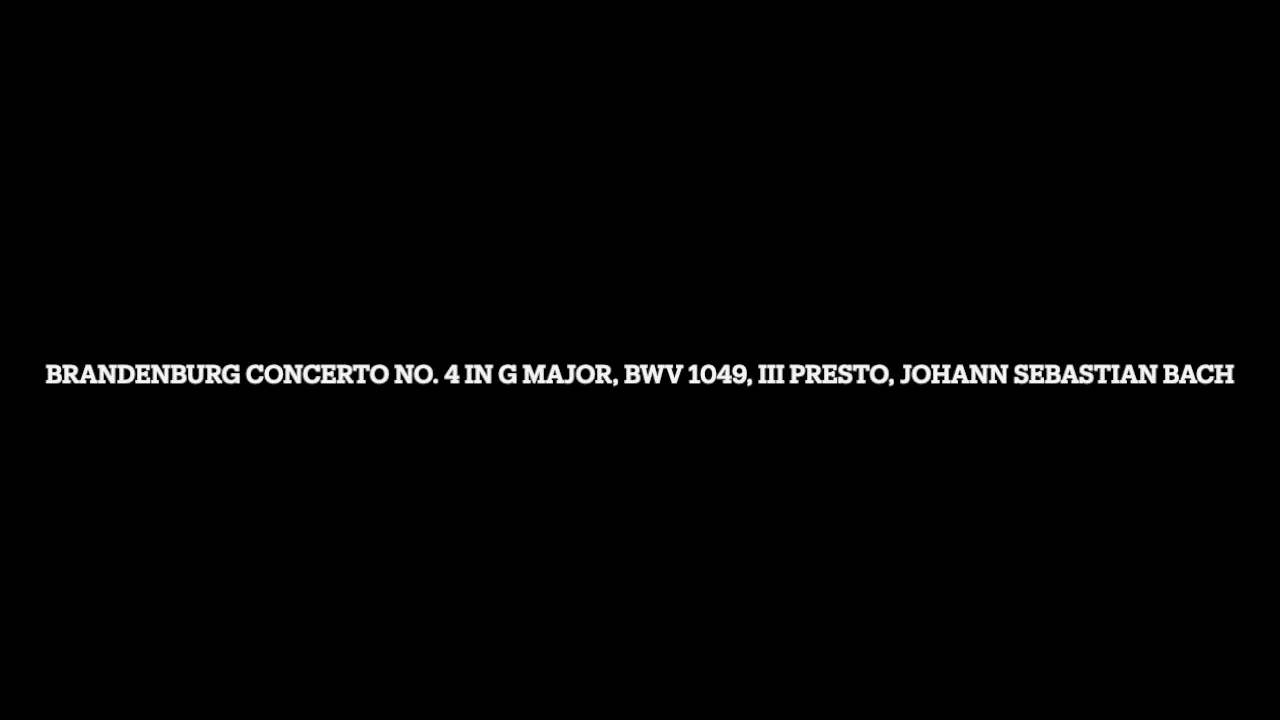 BRANDENBURG CONCERTO NO. 4 IN G MAJOR, BWV 1049, III PRESTO, JOHANN SEBASTIAN BACH